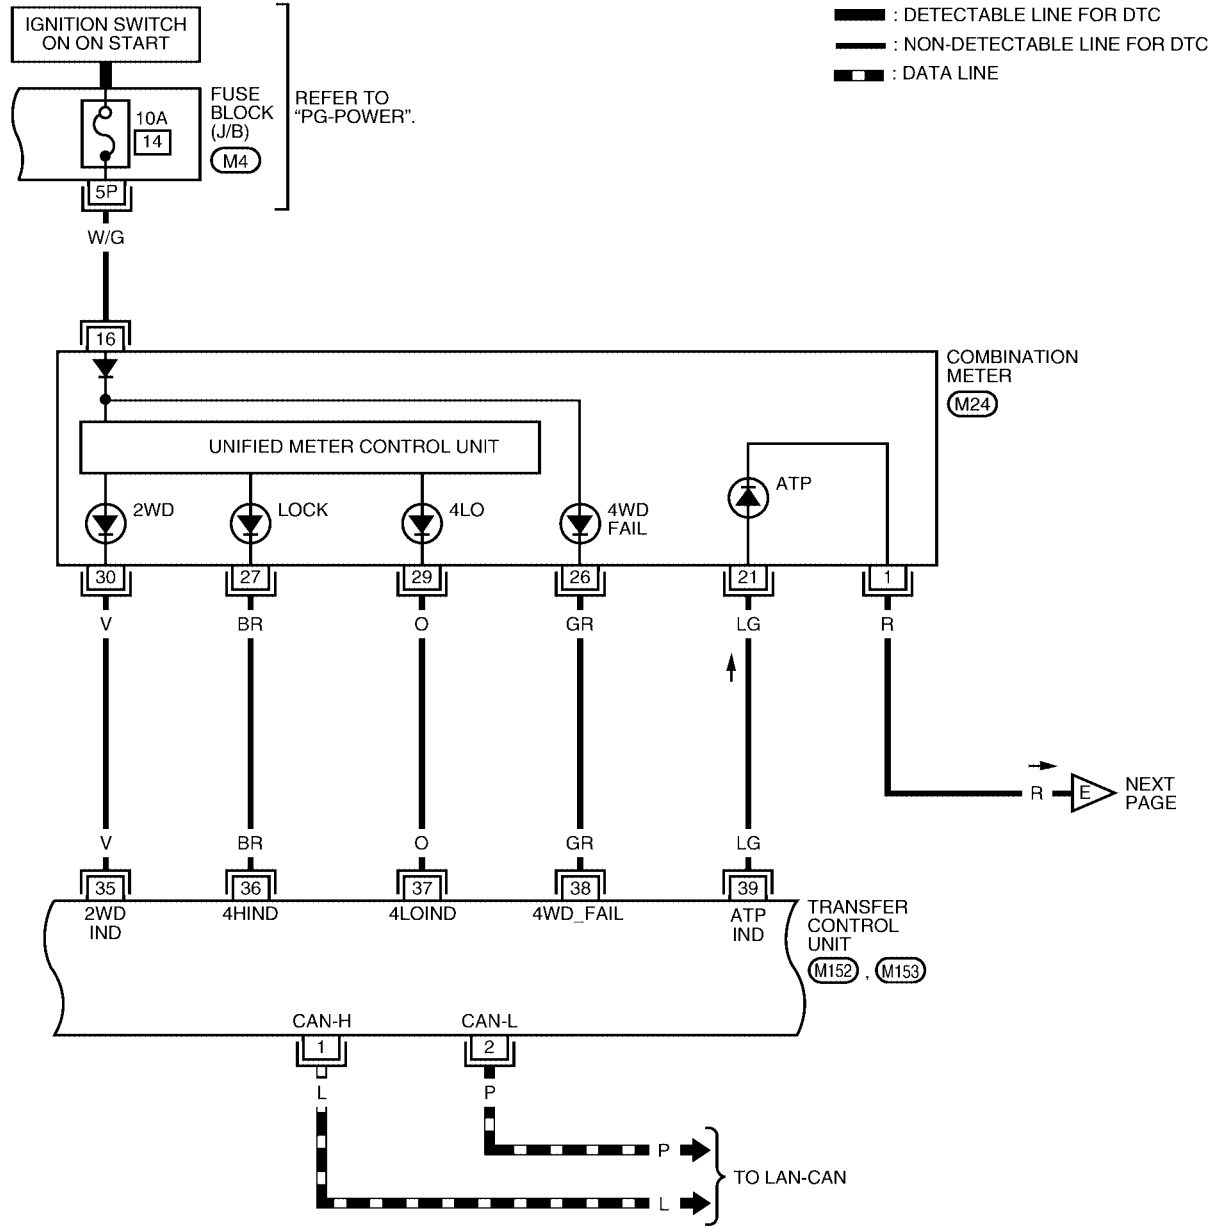 IGNITION SWITCH
ON OR START
: DETECTABLE LINE FOR DTC
: NON-DETECTABLE LINE FOR DTC
: DATA LINE
10A
14
FUSE
BLOCK
(J/B)
M4
REFER TO
“PG-POWER”.
5P
W/G
16
COMBINATION
METER
M24
UNIFIED METER CONTROL UNIT
2WD
LOCK
4LO
4WD
FAIL
ATP
30
27
29
26
21
1
V
BR
O
GR
LG
R
R
E
NEXT
PAGE
V
BR
O
GR
LG
35
36
37
38
39
2WD
IND
4HIND
4LOIND
4WD_FAIL
ATP
IND
TRANSFER
CONTROL
UNIT
M152 , M153
CAN-H
CAN-L
1
2
L
P
P
L
TO LAN-CAN